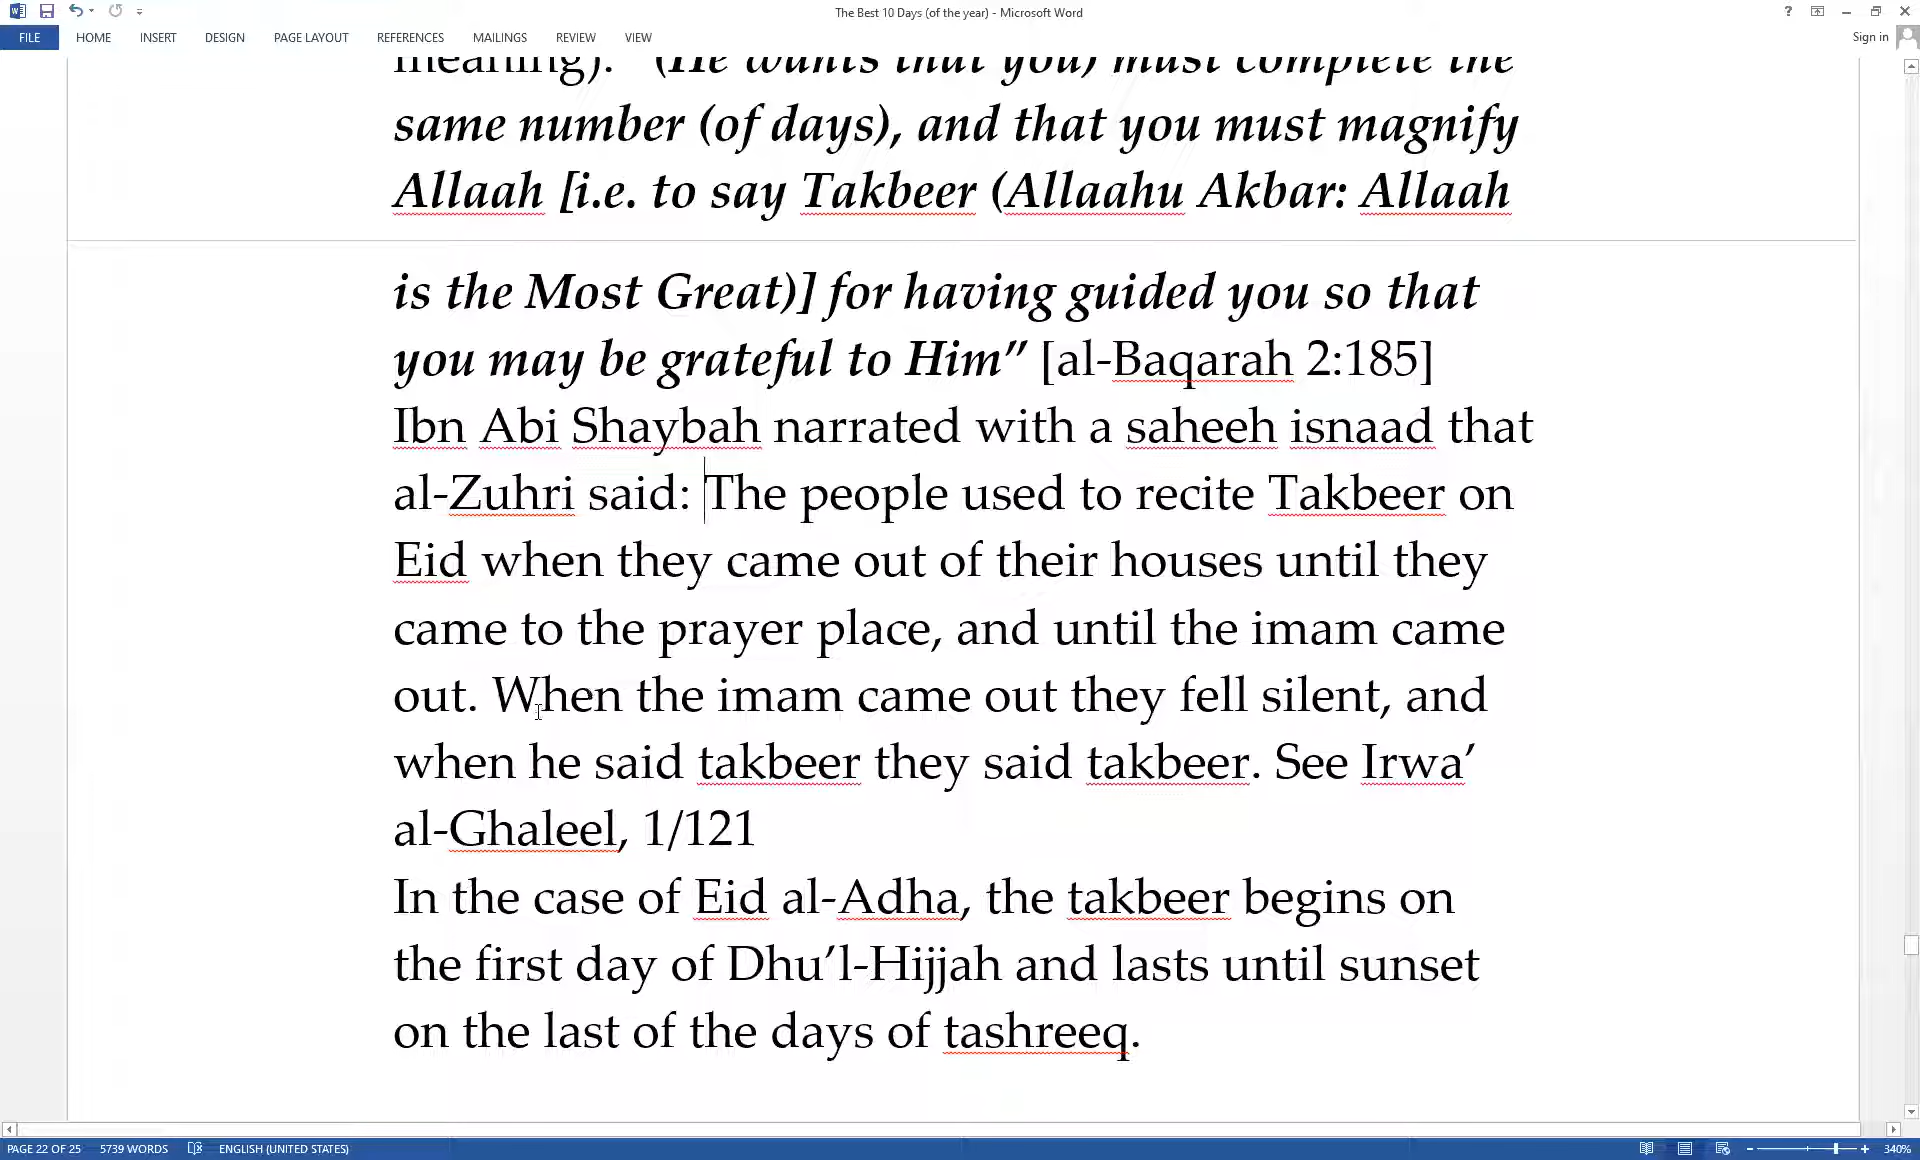 The Best 10 Days (of the year) - Microsoft Word
?
FILE HOME INSERT DESIGN PAGE LAYOUT REFERENCES MAILINGS REVIEW VIEW Sign in
meaning): “(He wants that you) must complete the
same number (of days), and that you must magnify
Allaah [i.e. to say Takbeer (Allaahu Akbar: Allaah
is the Most Great)] for having guided you so that
you may be grateful to Him” [al-Baqarah 2:185]
Ibn Abi Shaybah narrated with a saheeh isnaad that
al-Zuhri said: The people used to recite Takbeer on
Eid when they came out of their houses until they
came to the prayer place, and until the imam came
out. When the imam came out they fell silent, and
when he said takbeer they said takbeer. See Irwa’
al-Ghaleel, 1/121
In the case of Eid al-Adha, the takbeer begins on
the first day of Dhu’l-Hijjah and lasts until sunset
on the last of the days of tashreeq.
PAGE 22 OF 25 5739 WORDS ENGLISH (UNITED STATES) 340%